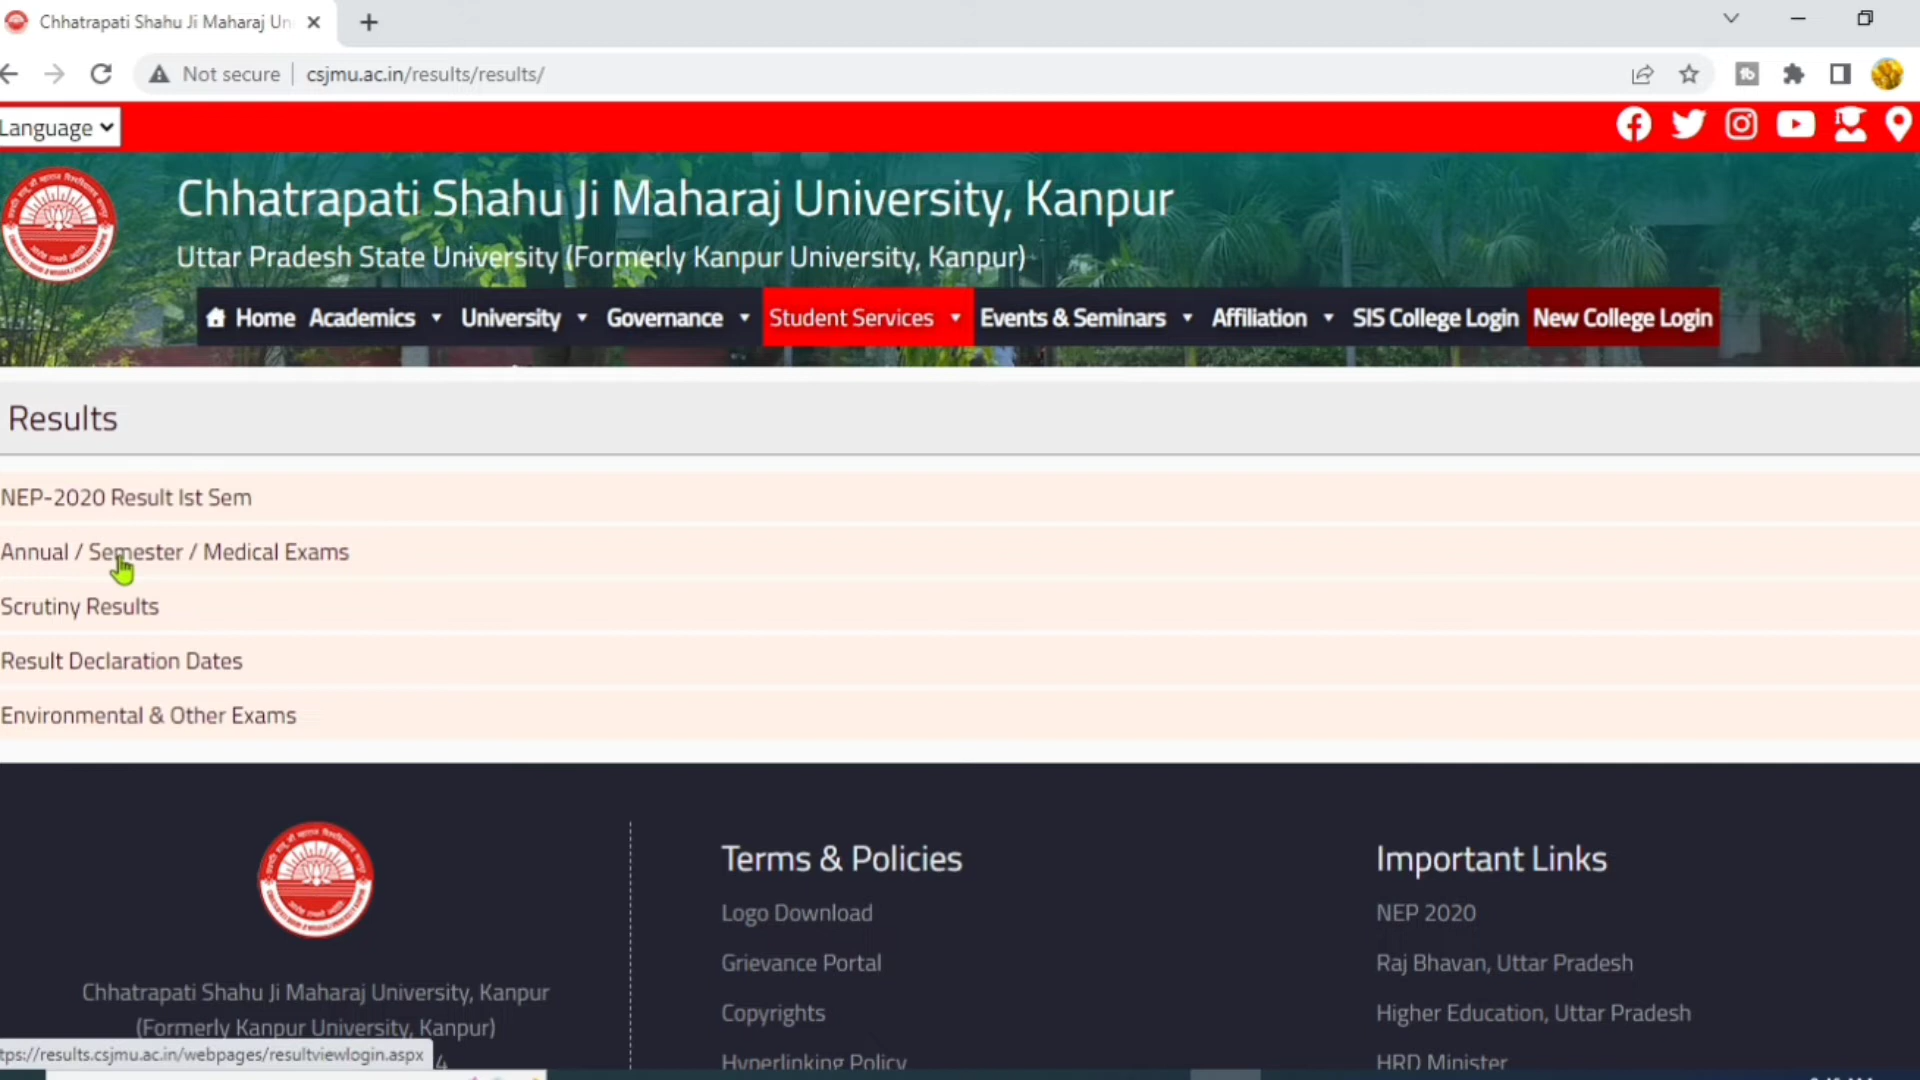 Chhatrapati Shahu Ji Maharaj Un
Not secure
csjmu.ac.in/results/results/
Language
Chhatrapati Shahu Ji Maharaj University, Kanpur
Uttar Pradesh State University (Formerly Kanpur University, Kanpur)
Home Academics University Governance Student Services Events & Seminars Affiliation SIS College Login New College Login
Results
NEP-2020 Result Ist Sem
Annual / Semester / Medical Exams
Scrutiny Results
Result Declaration Dates
Environmental & Other Exams
Chhatrapati Shahu Ji Maharaj University, Kanpur
(Formerly Kanpur University, Kanpur)
Terms & Policies
Logo Download
Grievance Portal
Copyrights
Hyperlinking Policy
Important Links
NEP 2020
Raj Bhavan, Uttar Pradesh
Higher Education, Uttar Pradesh
HRD Minister
tps://results.csjmu.ac.in/webpages/resultviewlogin.aspx